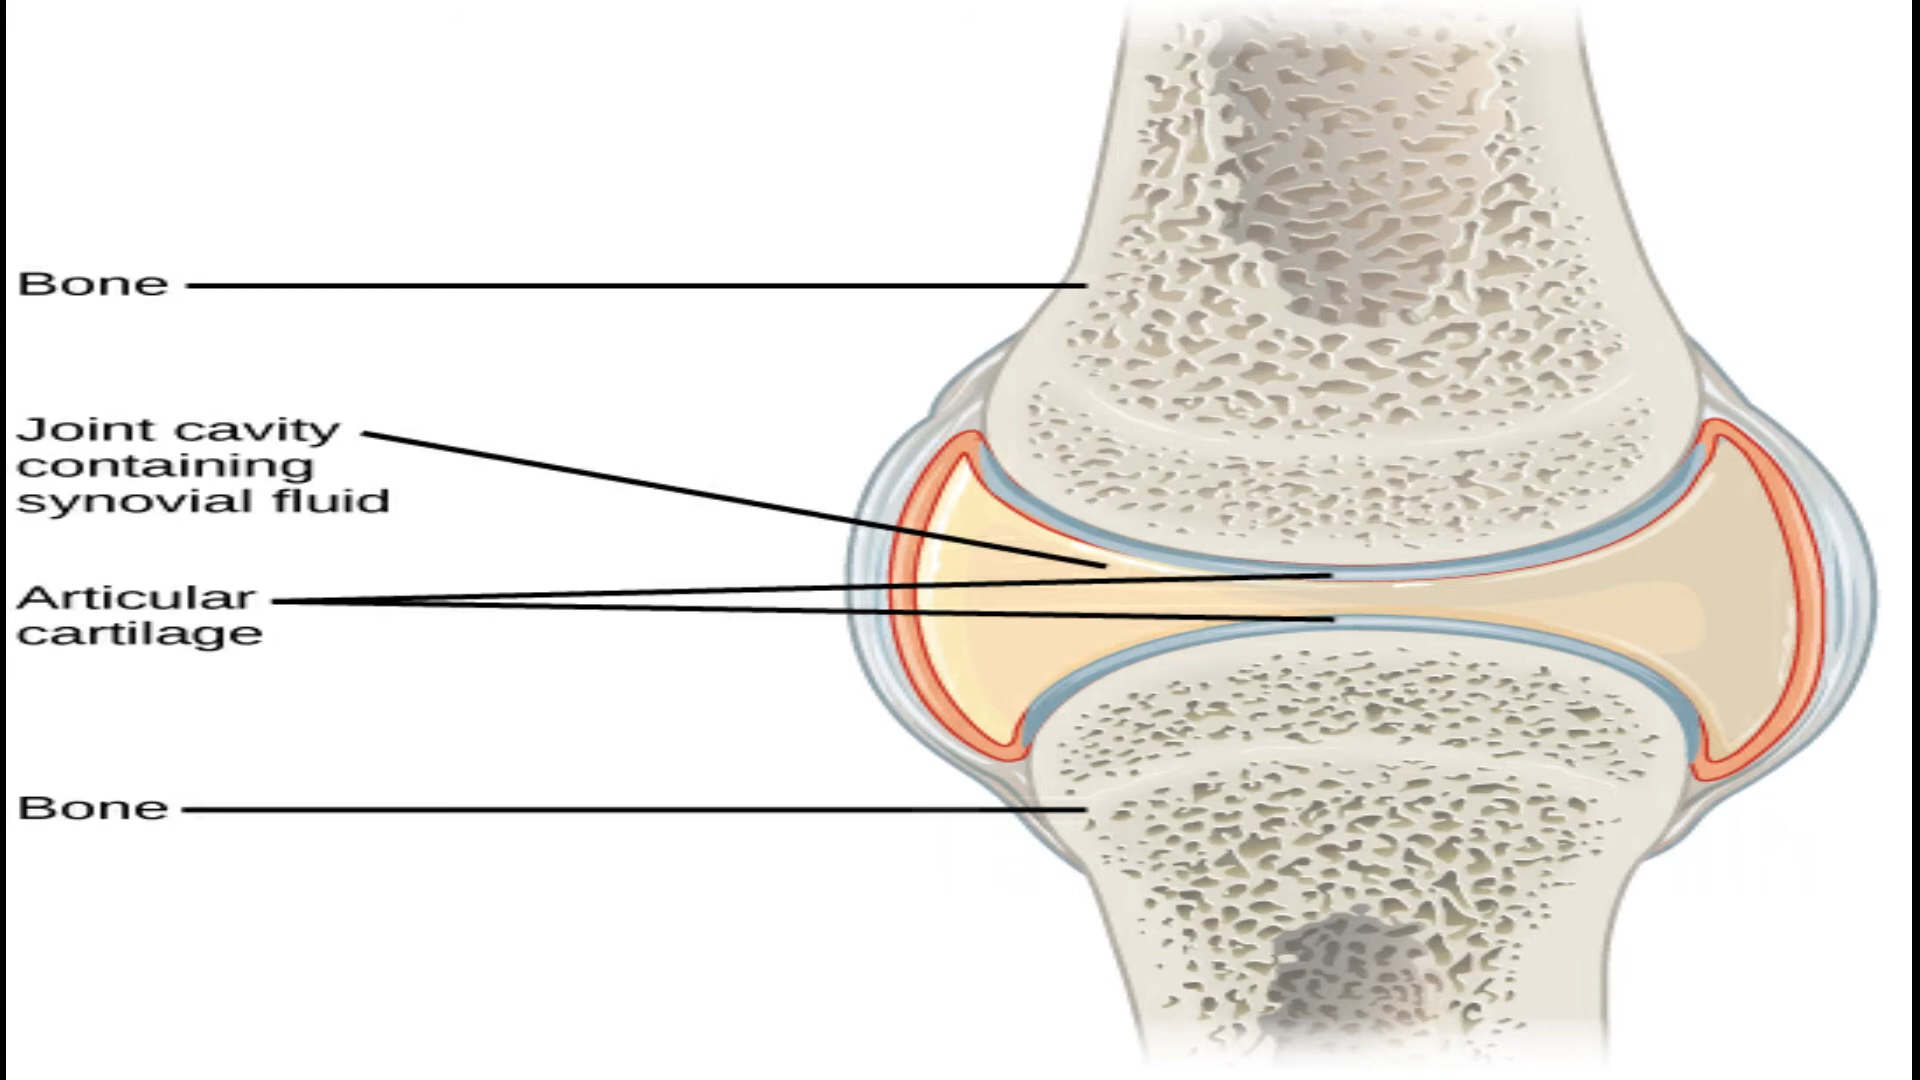 Bone
Joint cavity
containing
synovial fluid
Articular
cartilage
Bone